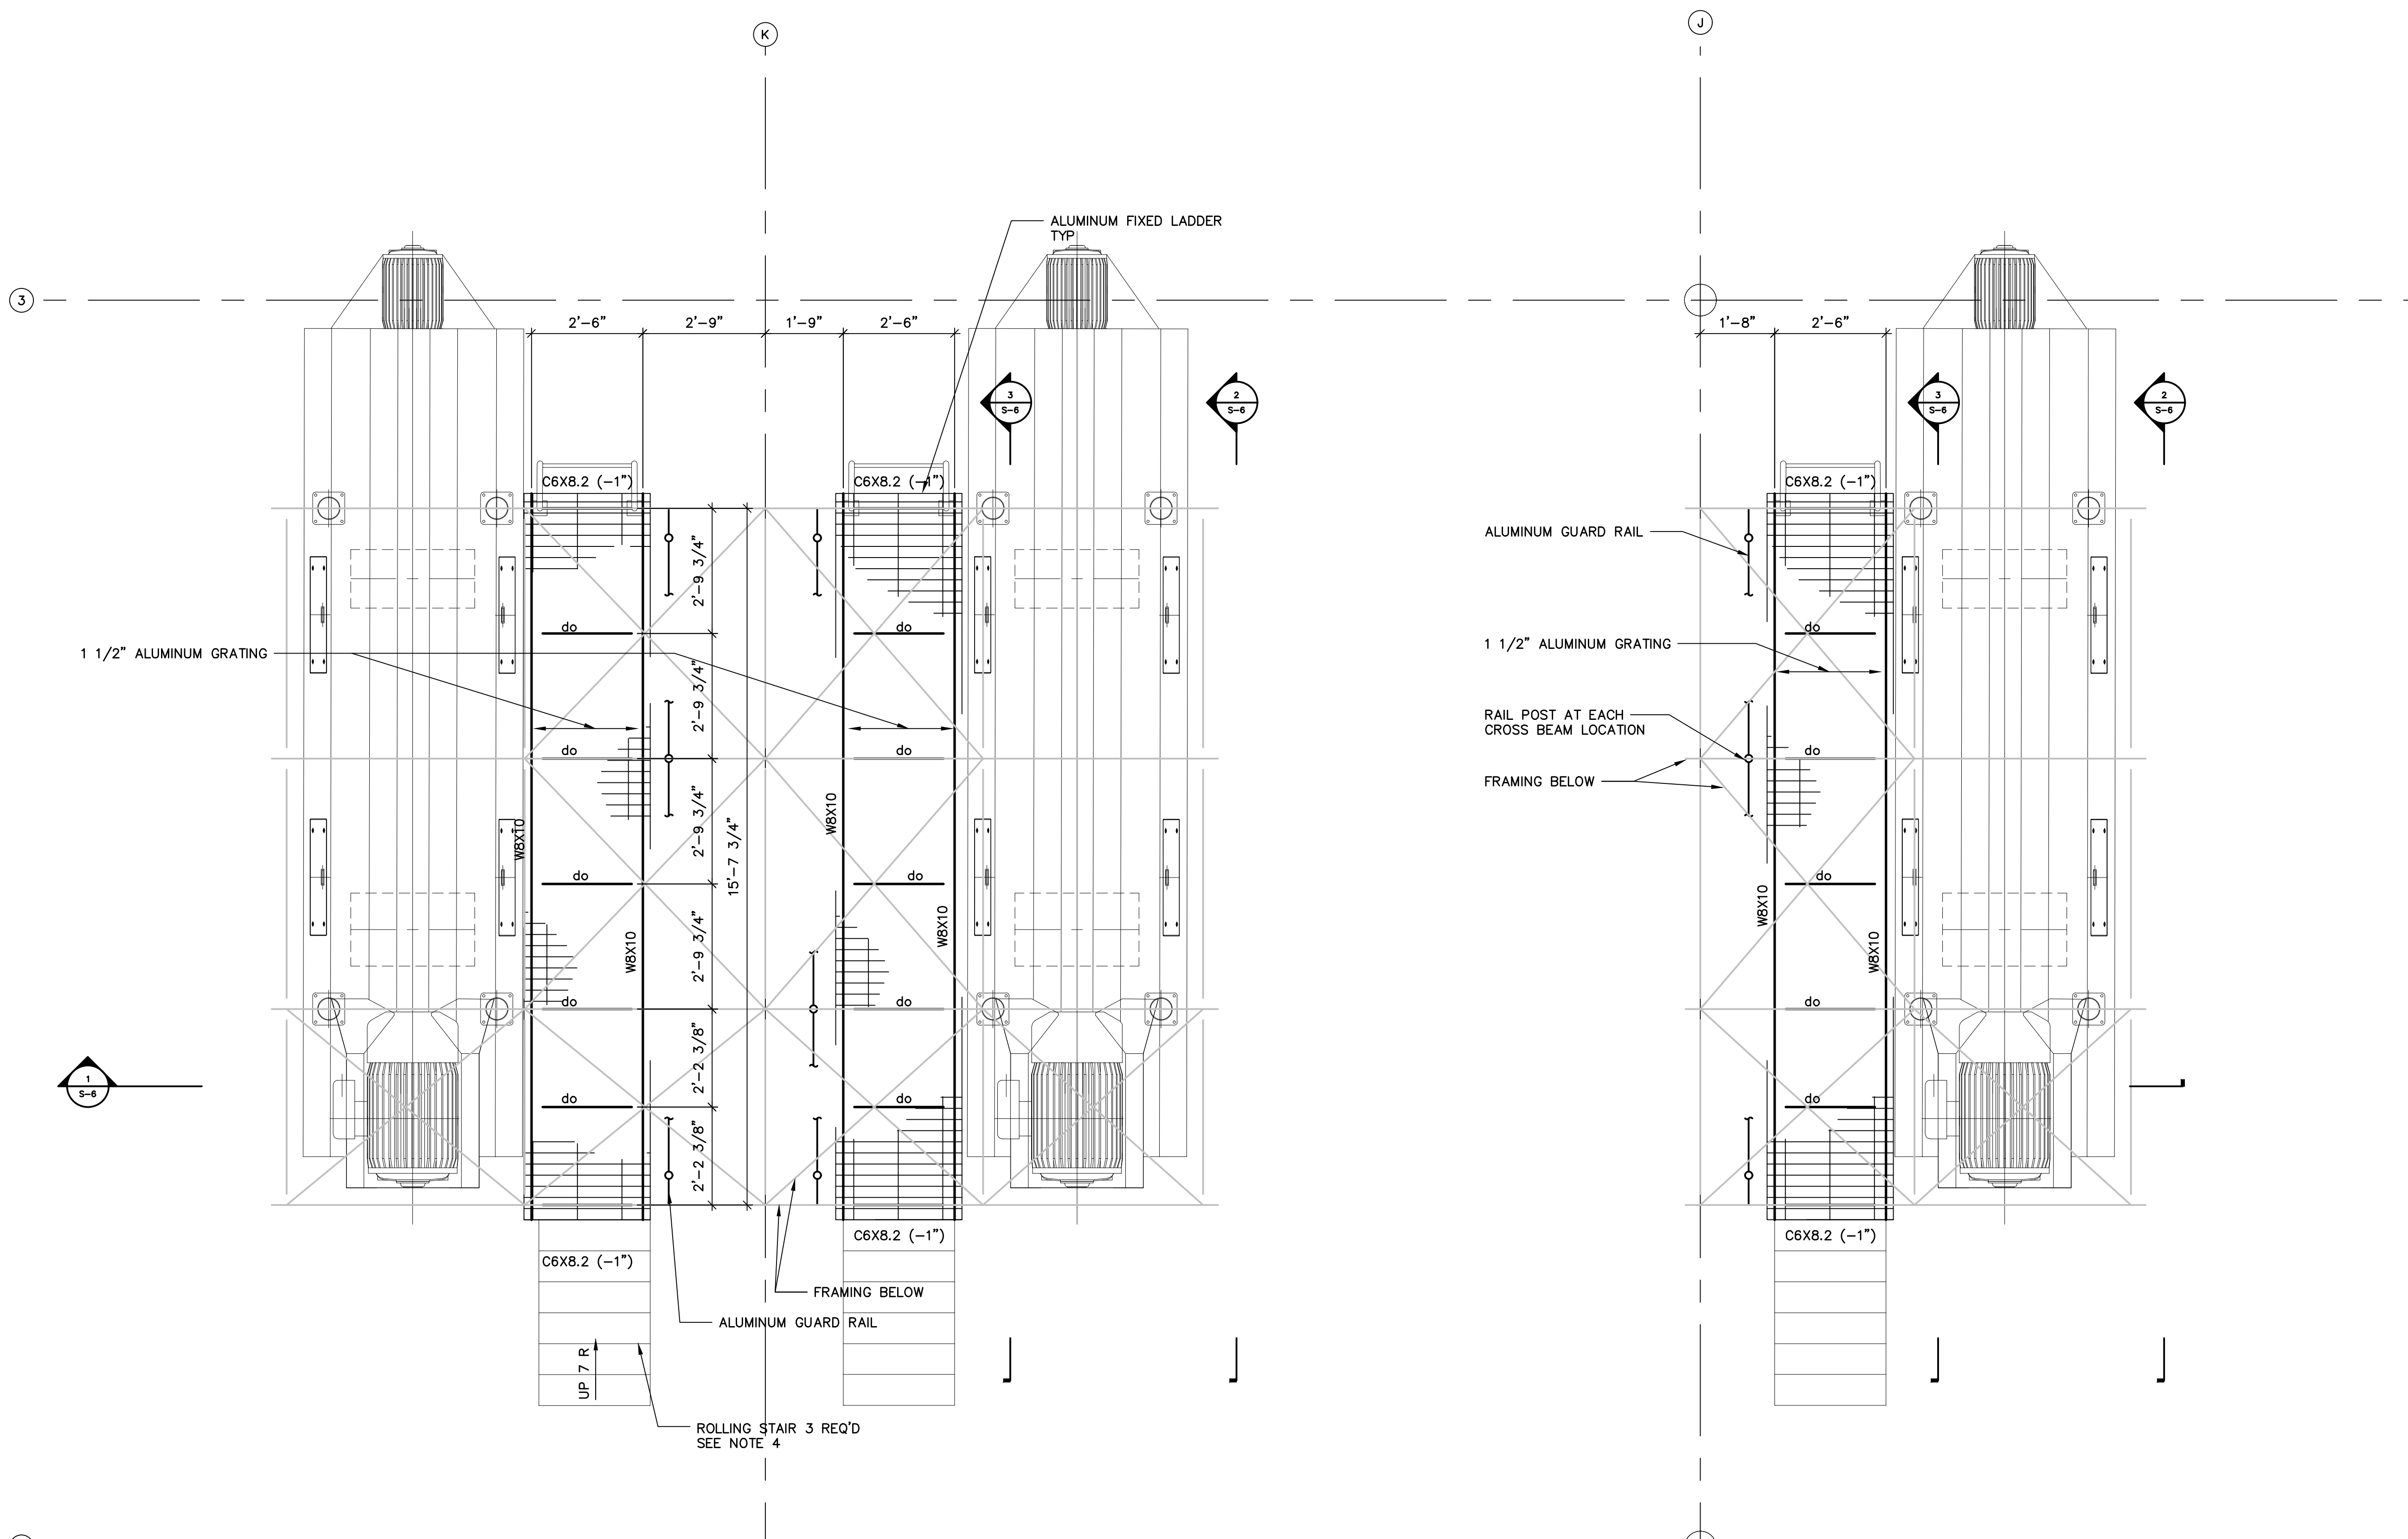 J
K
ALUMINUM FIXED LADDER
TYP
3
2'-6"
2'-9"
1'-9"
2'-6"
1'-8"
2'-6"
3
S-6
2
S-6
3
S-6
2
S-6
C6X8.2 (-1")
C6X8.2 (-1")
C6X8.2 (-1")
ALUMINUM GUARD RAIL
2'-9 3/4"
do
do
do
1 1/2" ALUMINUM GRATING
1 1/2" ALUMINUM GRATING
2'-9 3/4"
RAIL POST AT EACH
CROSS BEAM LOCATION
do
do
do
FRAMING BELOW
2'-9 3/4"
15'-7 3/4"
W8X10
W8X10
do
do
do
W8X10
W8X10
W8X10
W8X10
2'-9 3/4"
do
do
do
2'-2 3/8"
1
S-6
do
do
do
2'-2 3/8"
C6X8.2 (-1")
C6X8.2 (-1")
C6X8.2 (-1")
FRAMING BELOW
ALUMINUM GUARD RAIL
UP 7 R
ROLLING STAIR 3 REQ'D
SEE NOTE 4